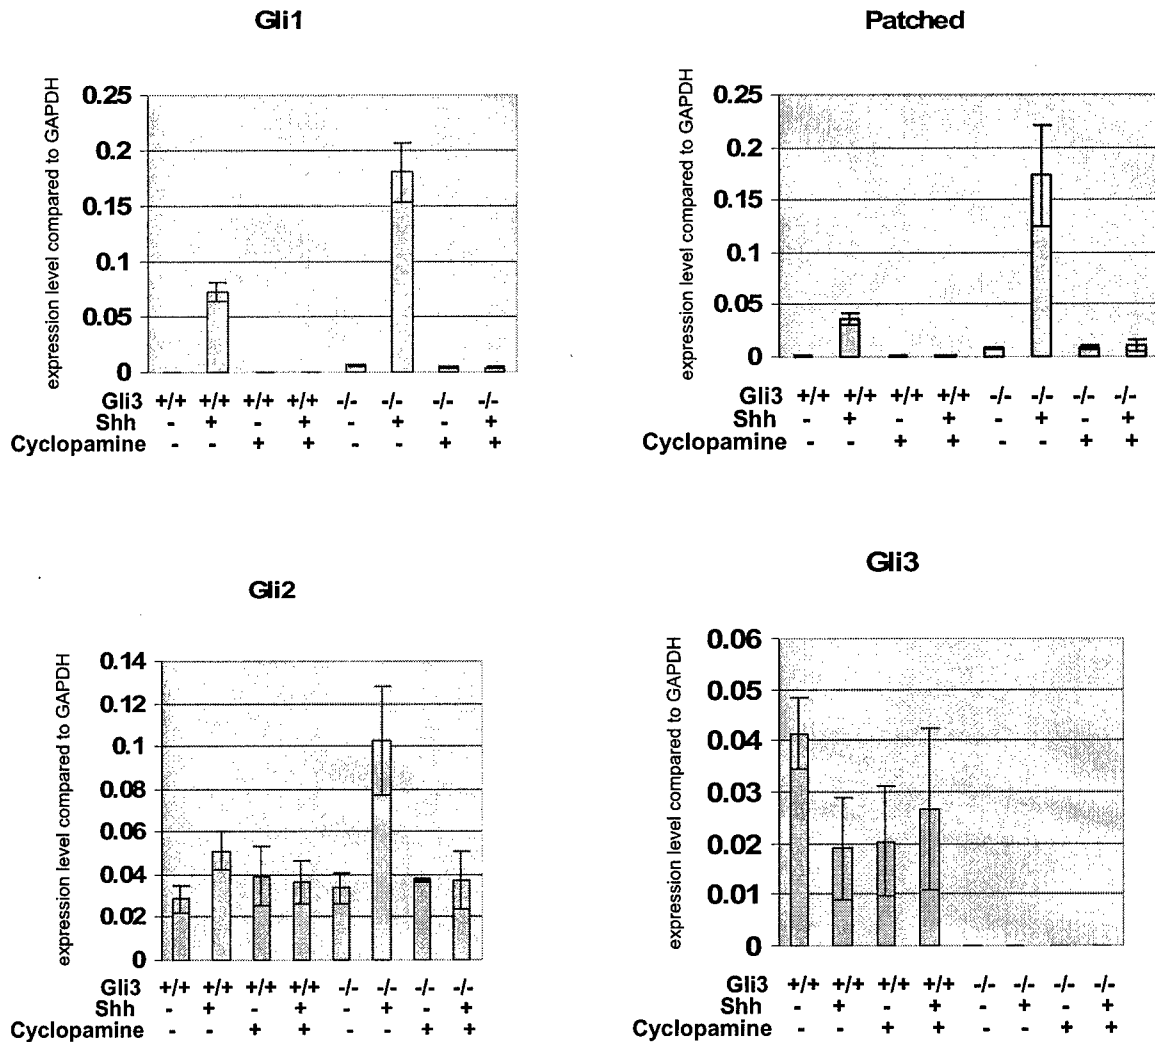 Gli1
expression level compared to GAPDH
0.25
0.2
0.15
0.1
0.05
0
Gli3 +/+ +/+ +/+ +/+ -/- -/- -/- -/-
Shh - + - + - + - +
Cyclopamine - - + + - - + +
Patched
expression level compared to GAPDH
0.25
0.2
0.15
0.1
0.05
0
Gli3 +/+ +/+ +/+ +/+ -/- -/- -/- -/-
Shh - + - + - + - +
Cyclopamine - - + + - - + +
Gli2
expression level compared to GAPDH
0.14
0.12
0.1
0.08
0.06
0.04
0.02
0
Gli3 +/+ +/+ +/+ +/+ -/- -/- -/- -/-
Shh - + - + - + - +
Cyclopamine - - + + - - + +
Gli3
expression level compared to GAPDH
0.06
0.05
0.04
0.03
0.02
0.01
0
Gli3 +/+ +/+ +/+ +/+ -/- -/- -/- -/-
Shh - + - + - + - +
Cyclopamine - - + + - - + +